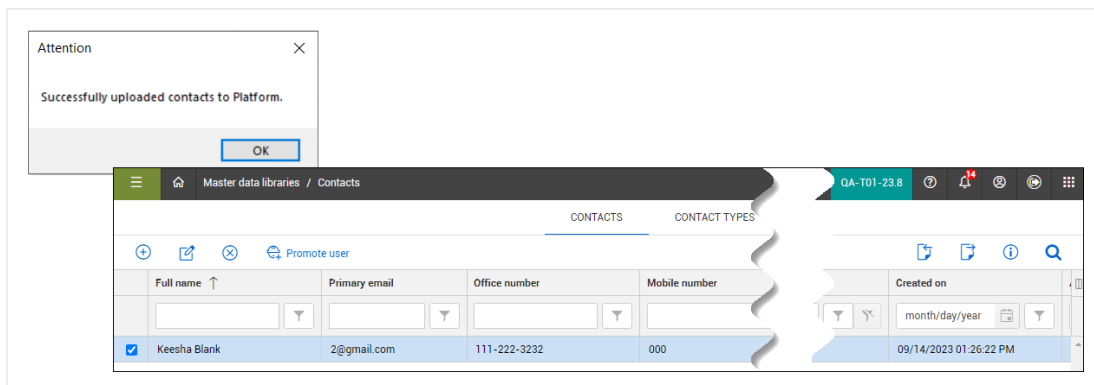 Attention
Successfully uploaded contacts to Platform.
OK
Master data libraries / Contacts QA-T01-23.8 14
CONTACTS CONTACT TYPES
Promote user
Full name Primary email Office number Mobile number Created on
month/day/year
Keesha Blank 2@gmail.com 111-222-3232 000 09/14/2023 01:26:22 PM